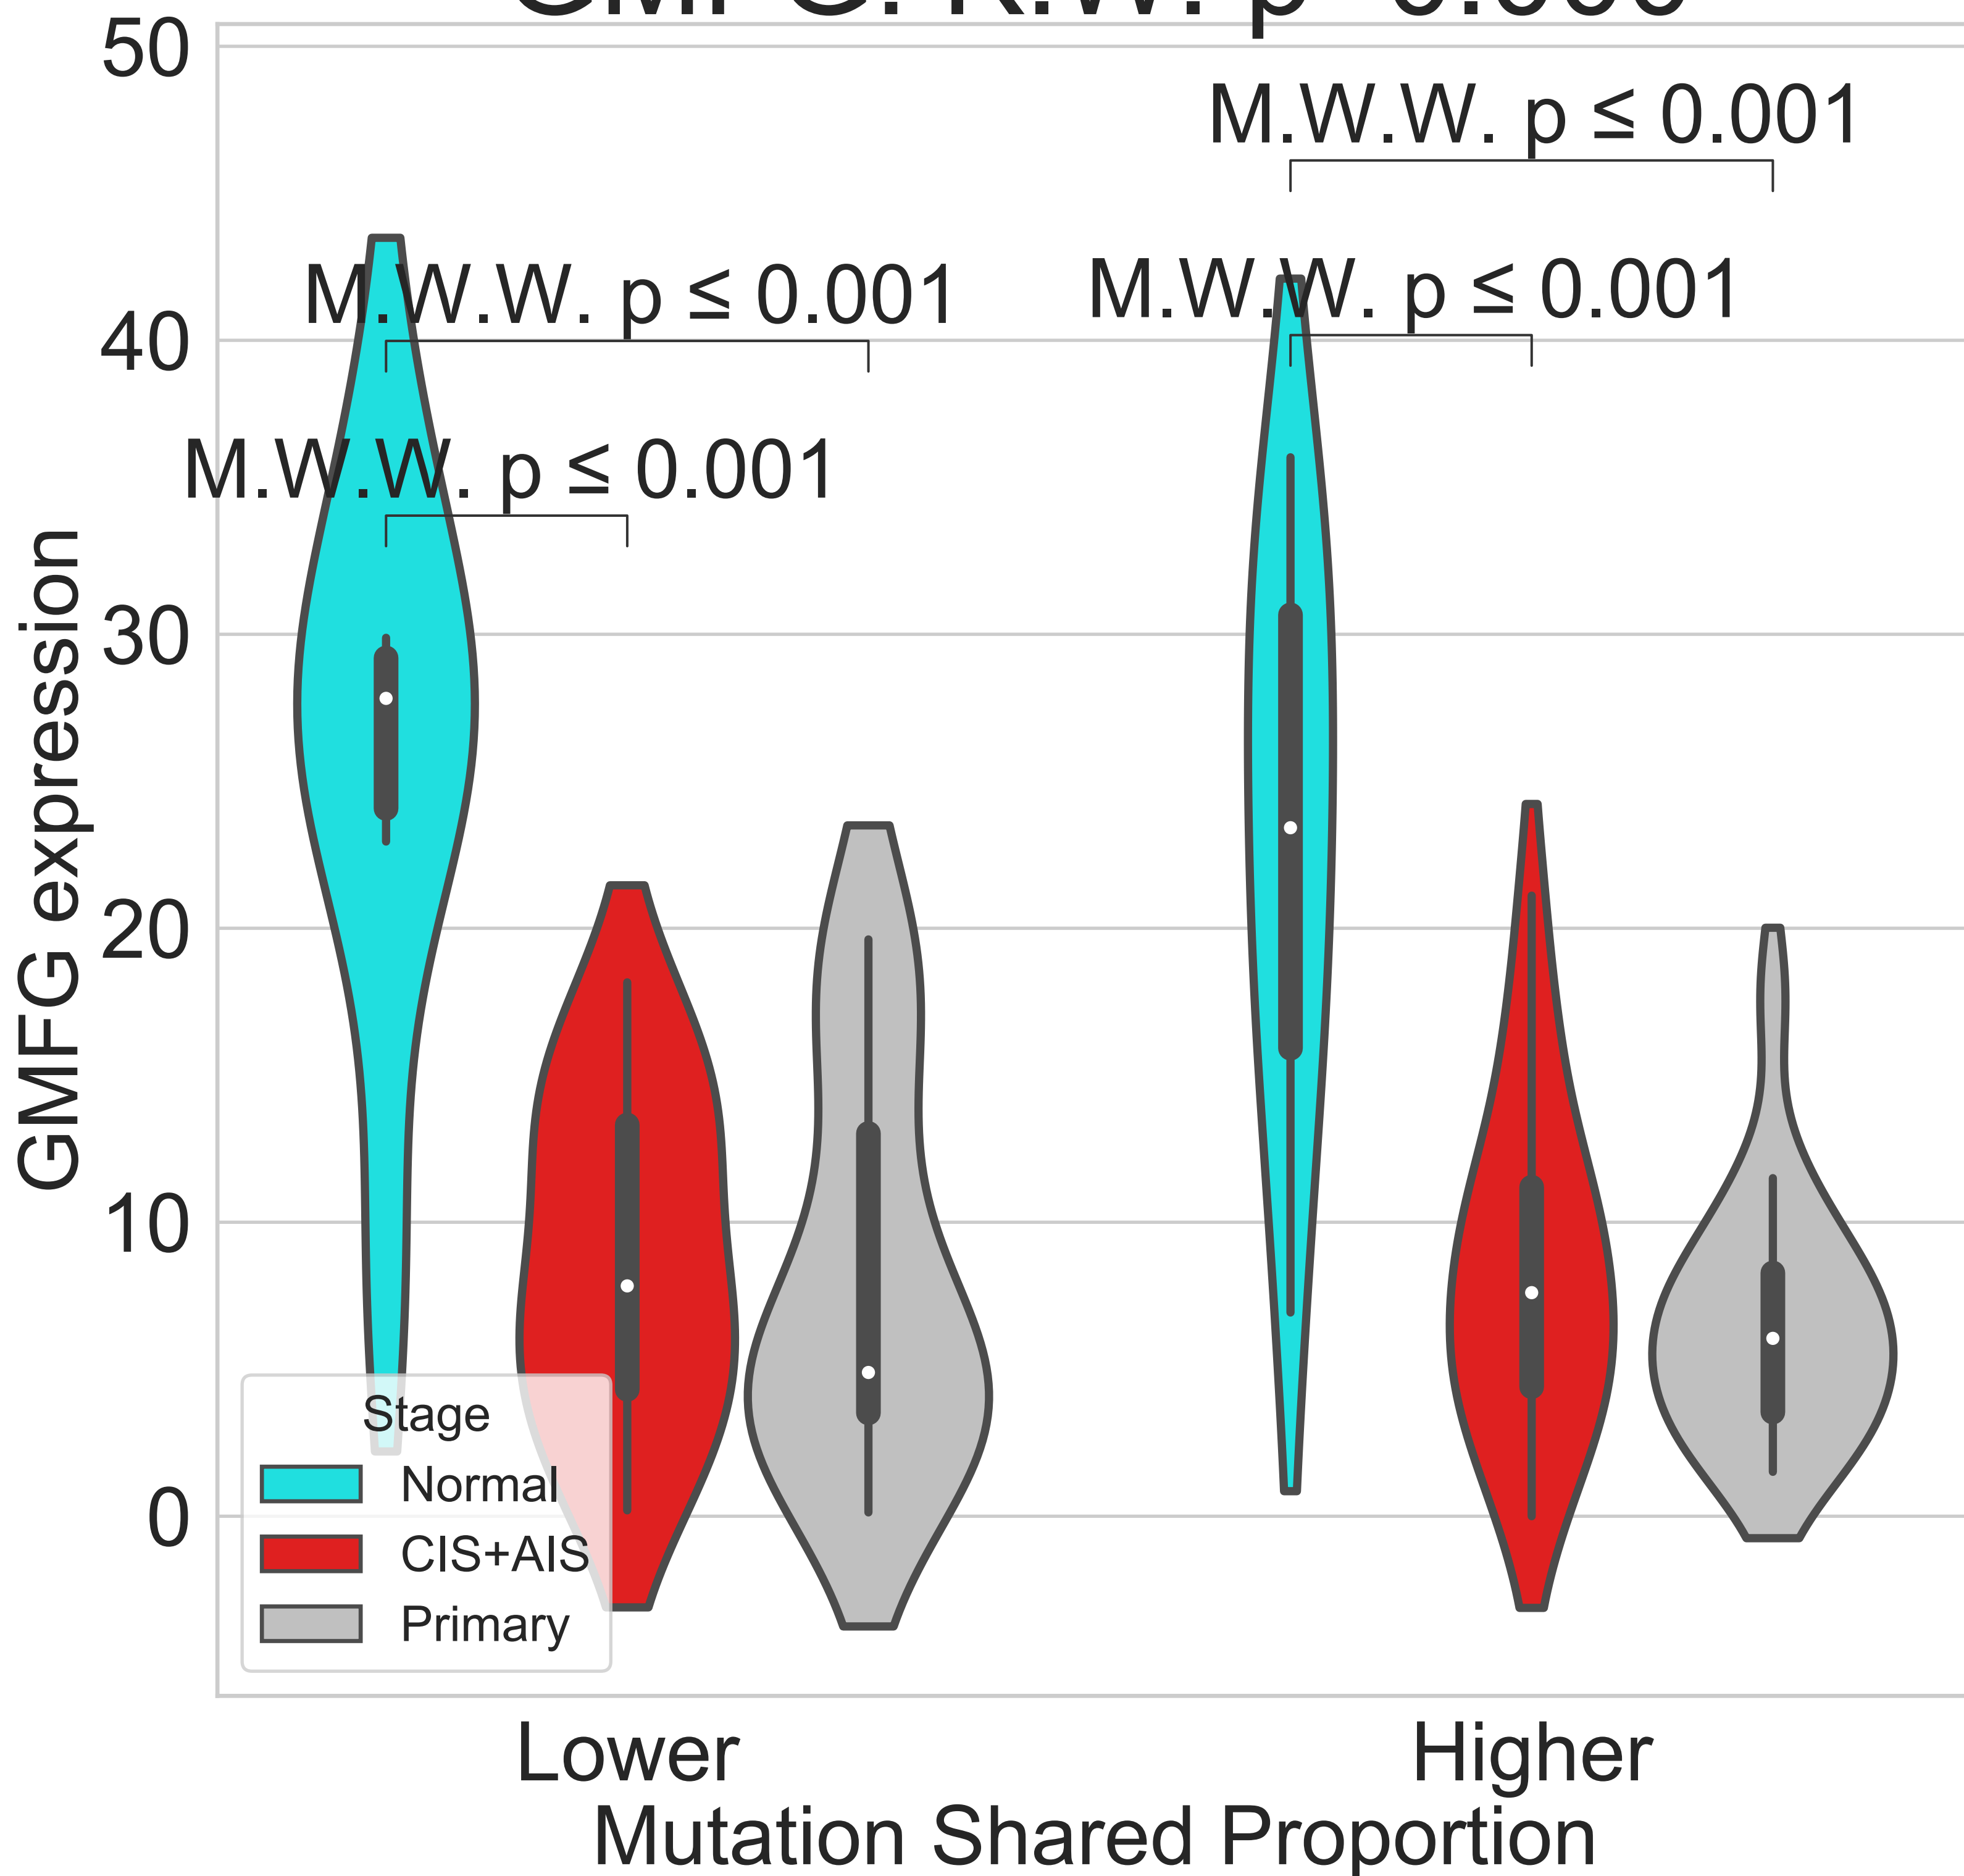 50
M.W.W. p ≤ 0.001
M.W.W. p ≤ 0.001
M.W.W. p ≤ 0.001
40
M.W.W. p ≤ 0.001
30
20
10
0
GMFG expression
Stage
Normal
CIS+AIS
Primary
Lower
Higher
Mutation Shared Proportion